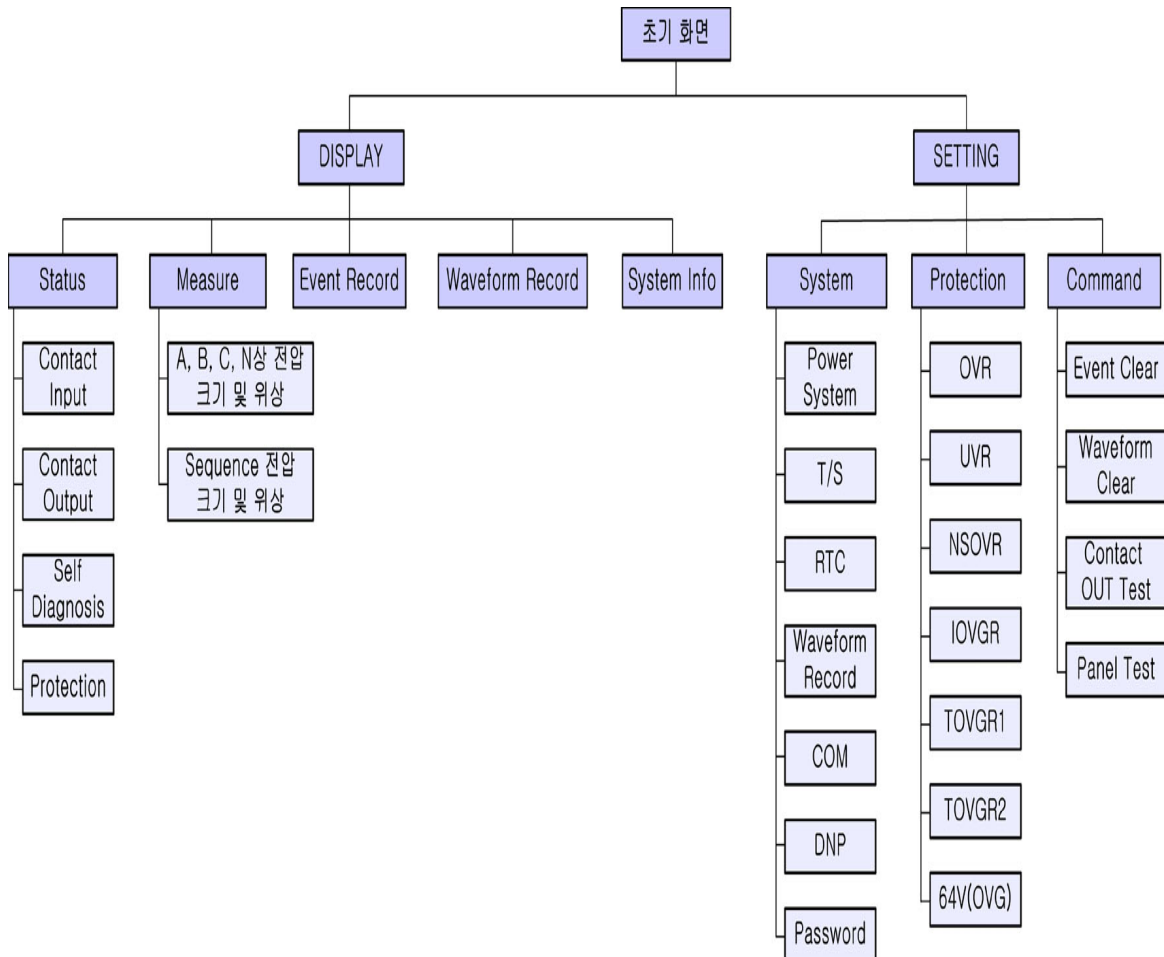 초기 화면
DISPLAY
SETTING
Status
Measure
Event Record
Waveform Record
System Info
System
Protection
Command
Contact
Input
Contact
Output
Self
Diagnosis
Protection
A, B, C, N상 전압
크기 및 위상
Sequence 전압
크기 및 위상
Power
System
T/S
RTC
Waveform
Record
COM
DNP
Password
OVR
UVR
NSOVR
IOVGR
TOVGR1
TOVGR2
64V(OVG)
Event Clear
Waveform
Clear
Contact
OUT Test
Panel Test